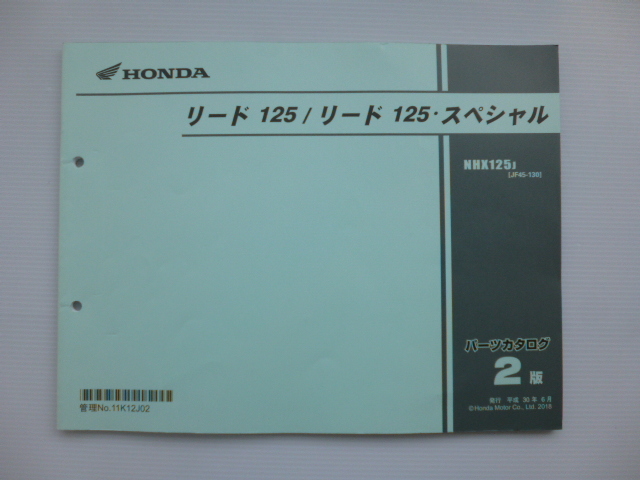 HONDA
リード 125 / リード 125・スペシャル
NHX125J
(JF45-130)
パーツカタログ
2 版
発行 平成 30 年 6 月
©Honda Motor Co., Ltd. 2018
管理No.11K12J02